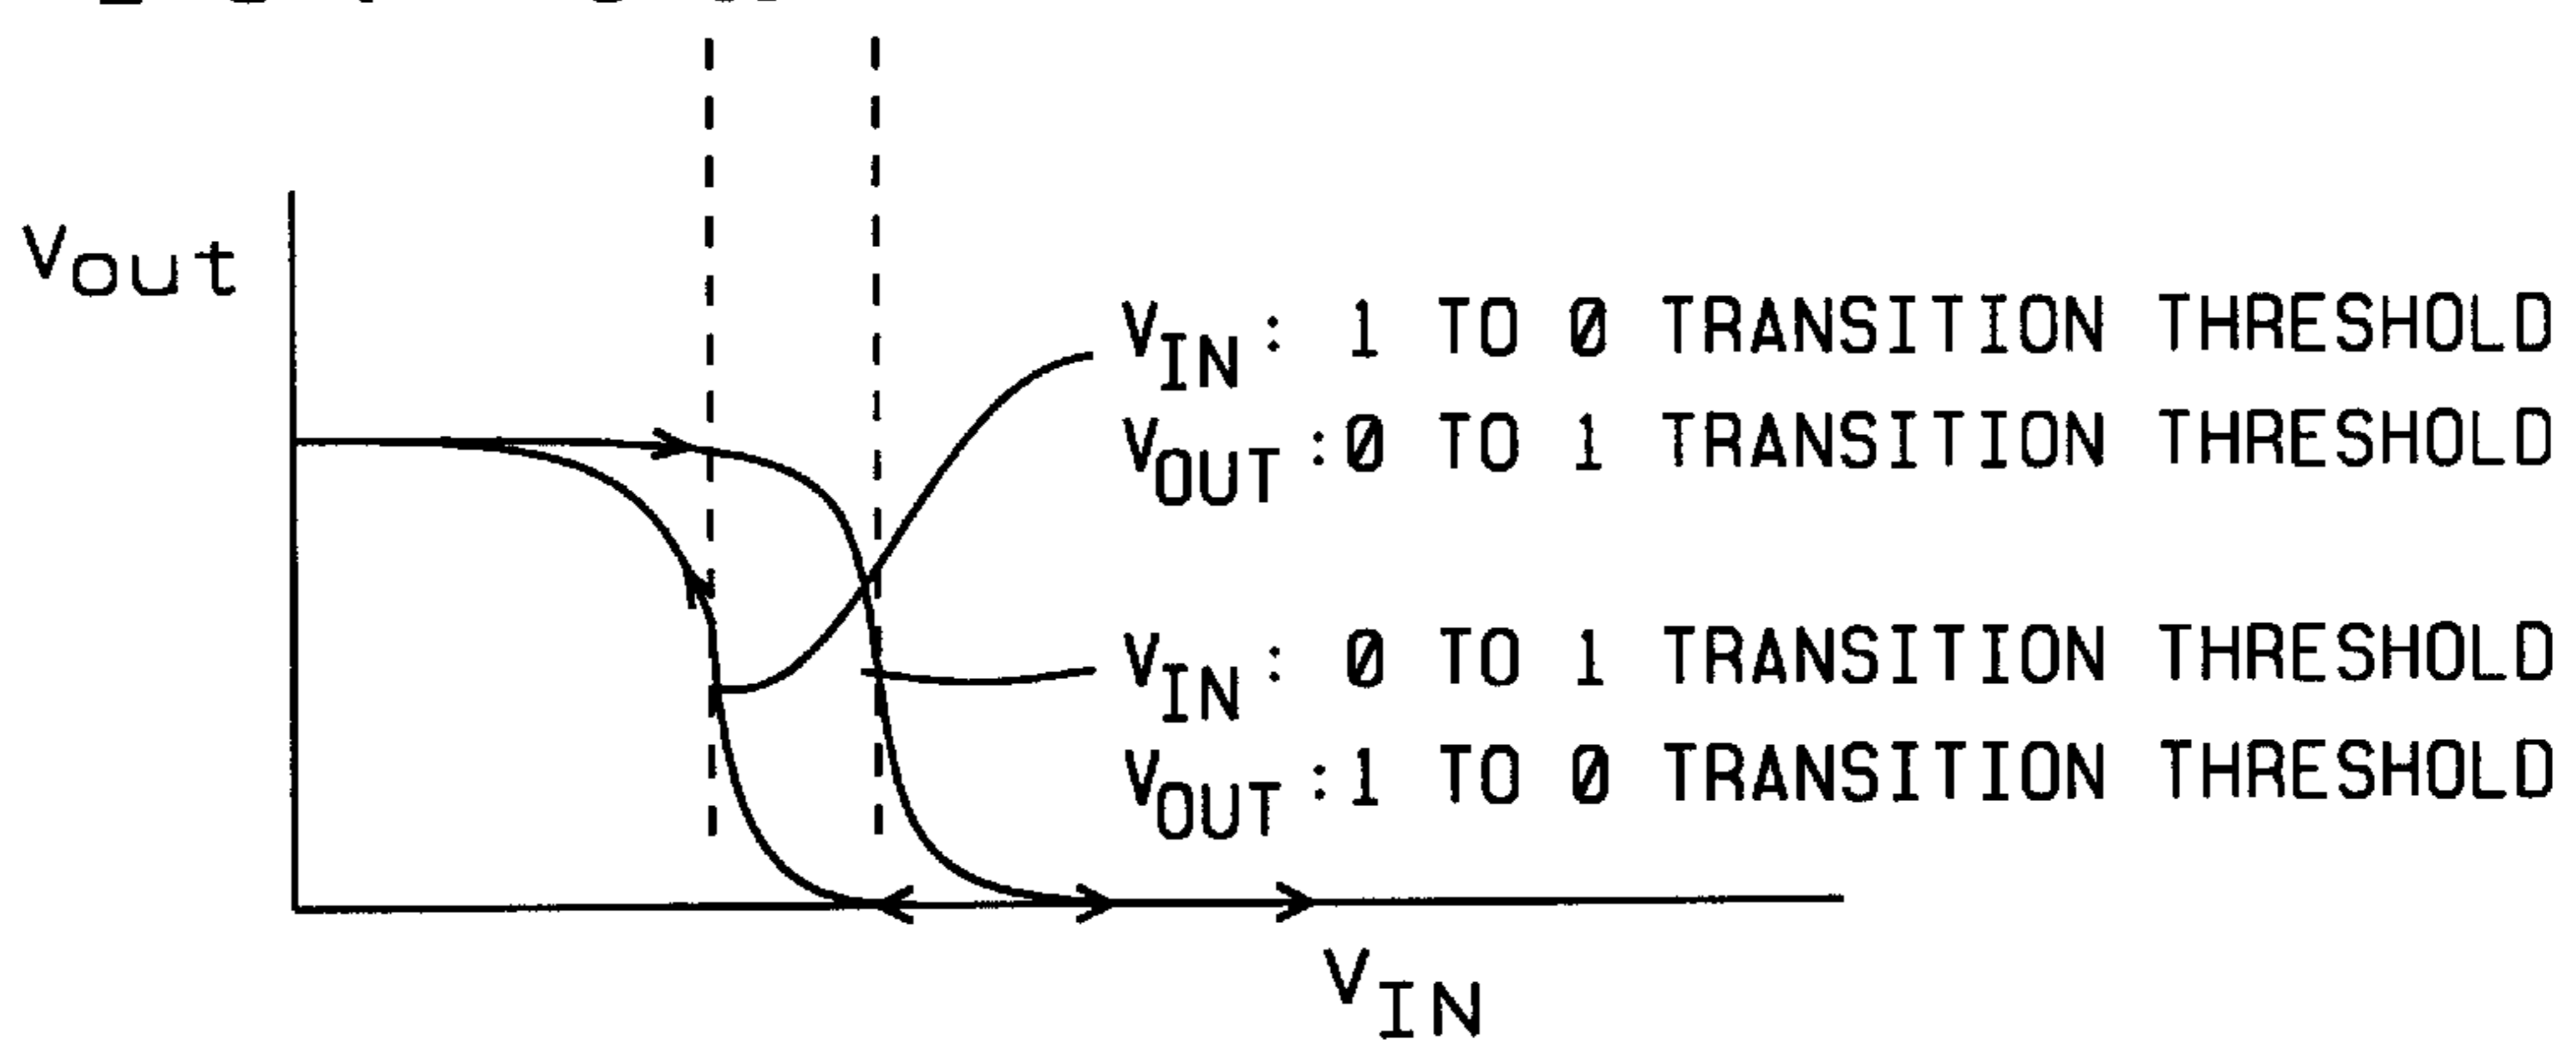 Vout
VIN: 1 TO 0 TRANSITION THRESHOLD
VOUT:0 TO 1 TRANSITION THRESHOLD
VIN: 0 TO 1 TRANSITION THRESHOLD
VOUT:1 TO 0 TRANSITION THRESHOLD
VIN